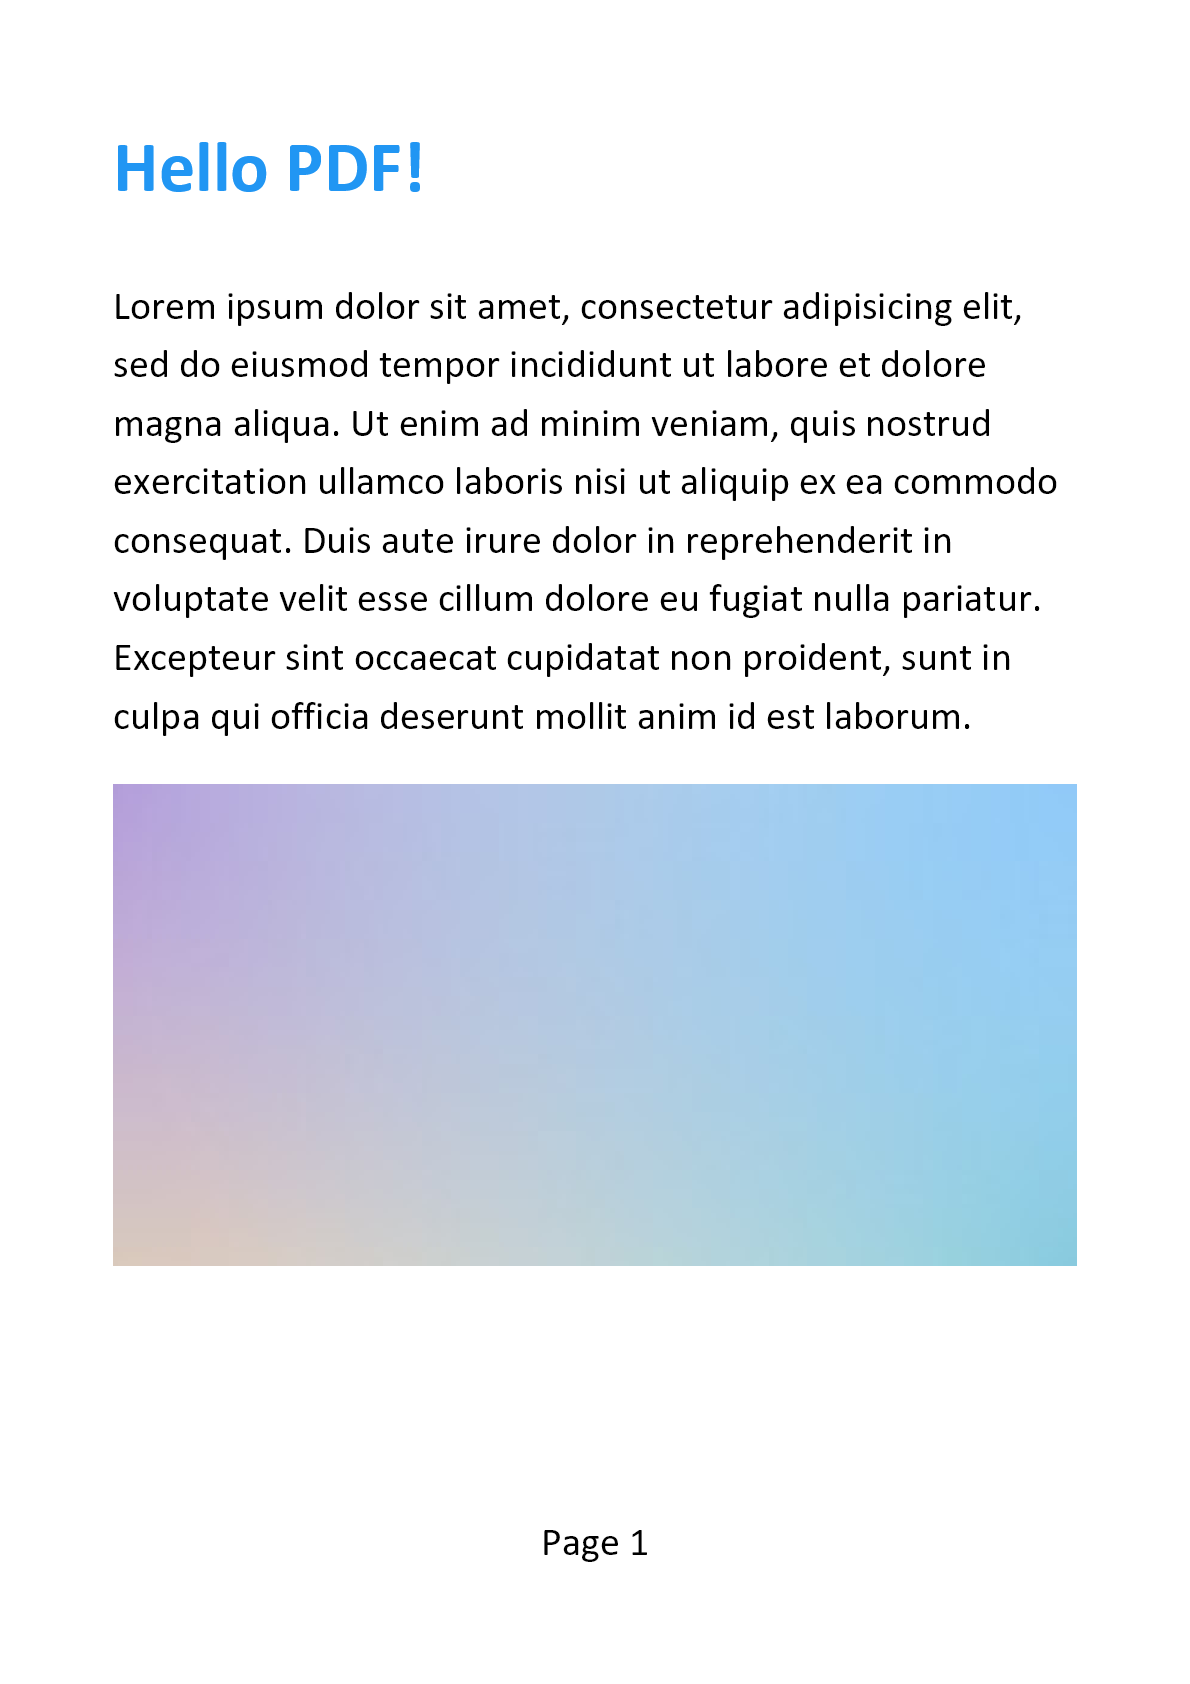 Hello PDF!
Lorem ipsum dolor sit amet, consectetur adipisicing elit,
sed do eiusmod tempor incididunt ut labore et dolore
magna aliqua. Ut enim ad minim veniam, quis nostrud
exercitation ullamco laboris nisi ut aliquip ex ea commodo
consequat. Duis aute irure dolor in reprehenderit in
voluptate velit esse cillum dolore eu fugiat nulla pariatur.
Excepteur sint occaecat cupidatat non proident, sunt in
culpa qui officia deserunt mollit anim id est laborum.
Page 1